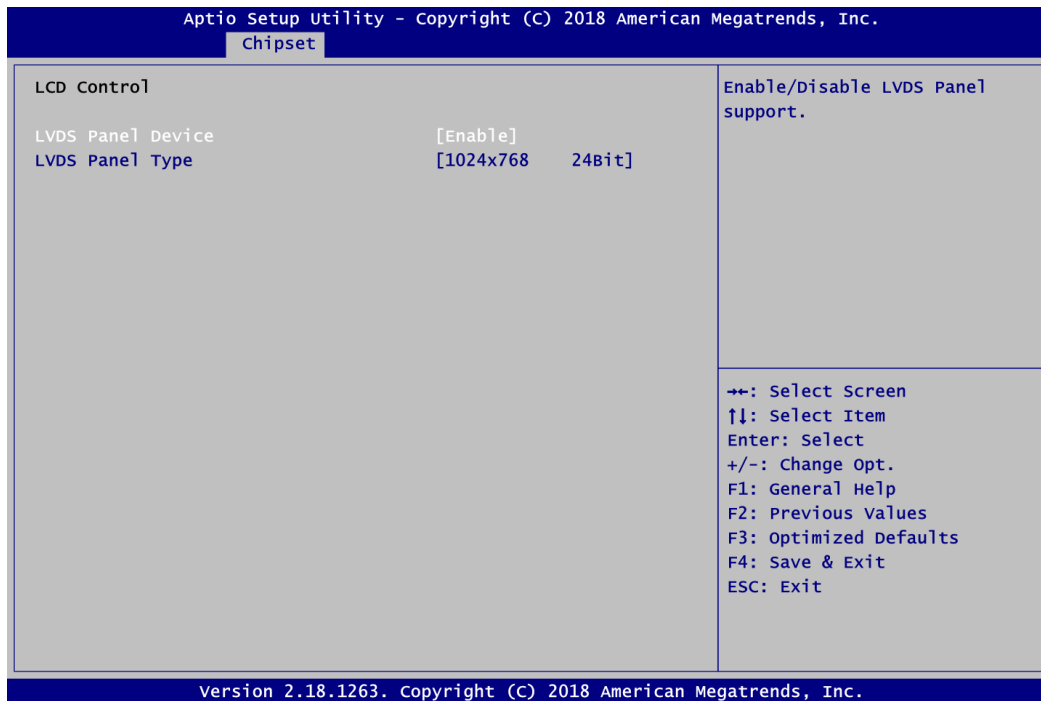 Aptio Setup Utility – Copyright (C) 2018 American Megatrends, Inc.
Chipset
LCD Control
LVDS Panel Device [Enable]
LVDS Panel Type [1024x768 24Bit]
Enable/Disable LVDS Panel
support.
→←: Select Screen
↑↓: Select Item
Enter: Select
+/-: Change Opt.
F1: General Help
F2: Previous Values
F3: Optimized Defaults
F4: Save & Exit
ESC: Exit
Version 2.18.1263. Copyright (C) 2018 American Megatrends, Inc.